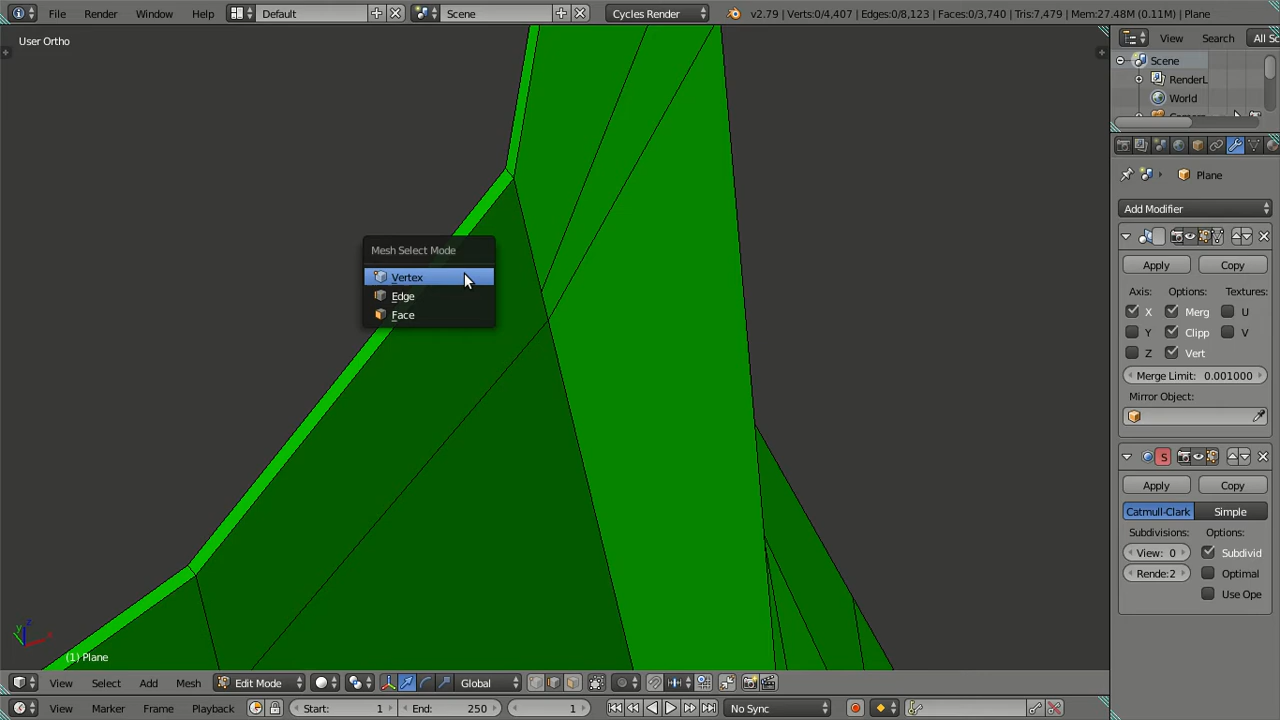 File Render Window Help Default Scene Cycles Render v2.79 | Verts:0/4,407 | Edges:0/8,123 | Faces:0/3,740 | Tris:7,479 | Mem:27.48M (0.11M) | Plane
User Ortho
View Search All Sc
Scene
RenderL
World
Plane
Add Modifier
Apply Copy
Axis: Options: Textures:
X Merg U
Y Clipp V
Z Vert
Merge Limit: 0.001000
Mirror Object:
S
Apply Copy
Catmull-Clark Simple
Subdivisions: Options:
View: 0 Subdivid
Rende:2 Optimal
Use Ope
Mesh Select Mode
Vertex
Edge
Face
z
y x
(1) Plane
View Select Add Mesh Edit Mode Global
View Marker Frame Playback Start: 1 End: 250 1 No Sync